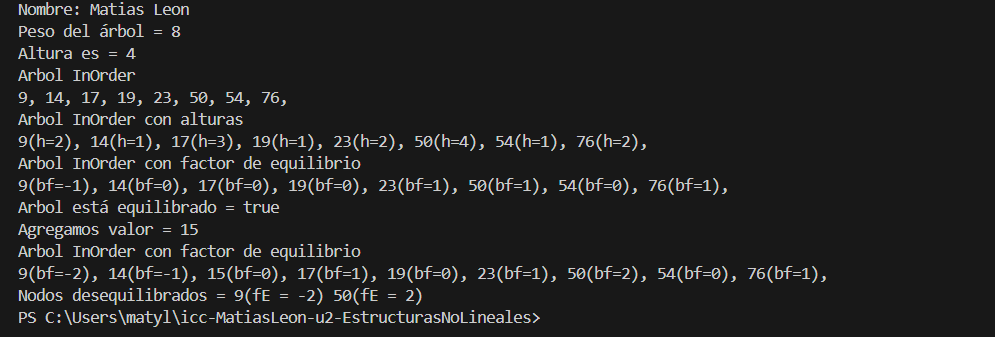 Nombre: Matias Leon
Peso del árbol = 8
Altura es = 4
Arbol InOrder
9, 14, 17, 19, 23, 50, 54, 76,
Arbol InOrder con alturas
9(h=2), 14(h=1), 17(h=3), 19(h=1), 23(h=2), 50(h=4), 54(h=1), 76(h=2),
Arbol InOrder con factor de equilibrio
9(bf=-1), 14(bf=0), 17(bf=0), 19(bf=0), 23(bf=1), 50(bf=1), 54(bf=0), 76(bf=1),
Arbol está equilibrado = true
Agregamos valor = 15
Arbol InOrder con factor de equilibrio
9(bf=-2), 14(bf=-1), 15(bf=0), 17(bf=1), 19(bf=0), 23(bf=1), 50(bf=2), 54(bf=0), 76(bf=1),
Nodos desequilibrados = 9(fE = -2) 50(fE = 2)
PS C:\Users\matyl\icc-MatiasLeon-u2-EstructurasNoLineales>